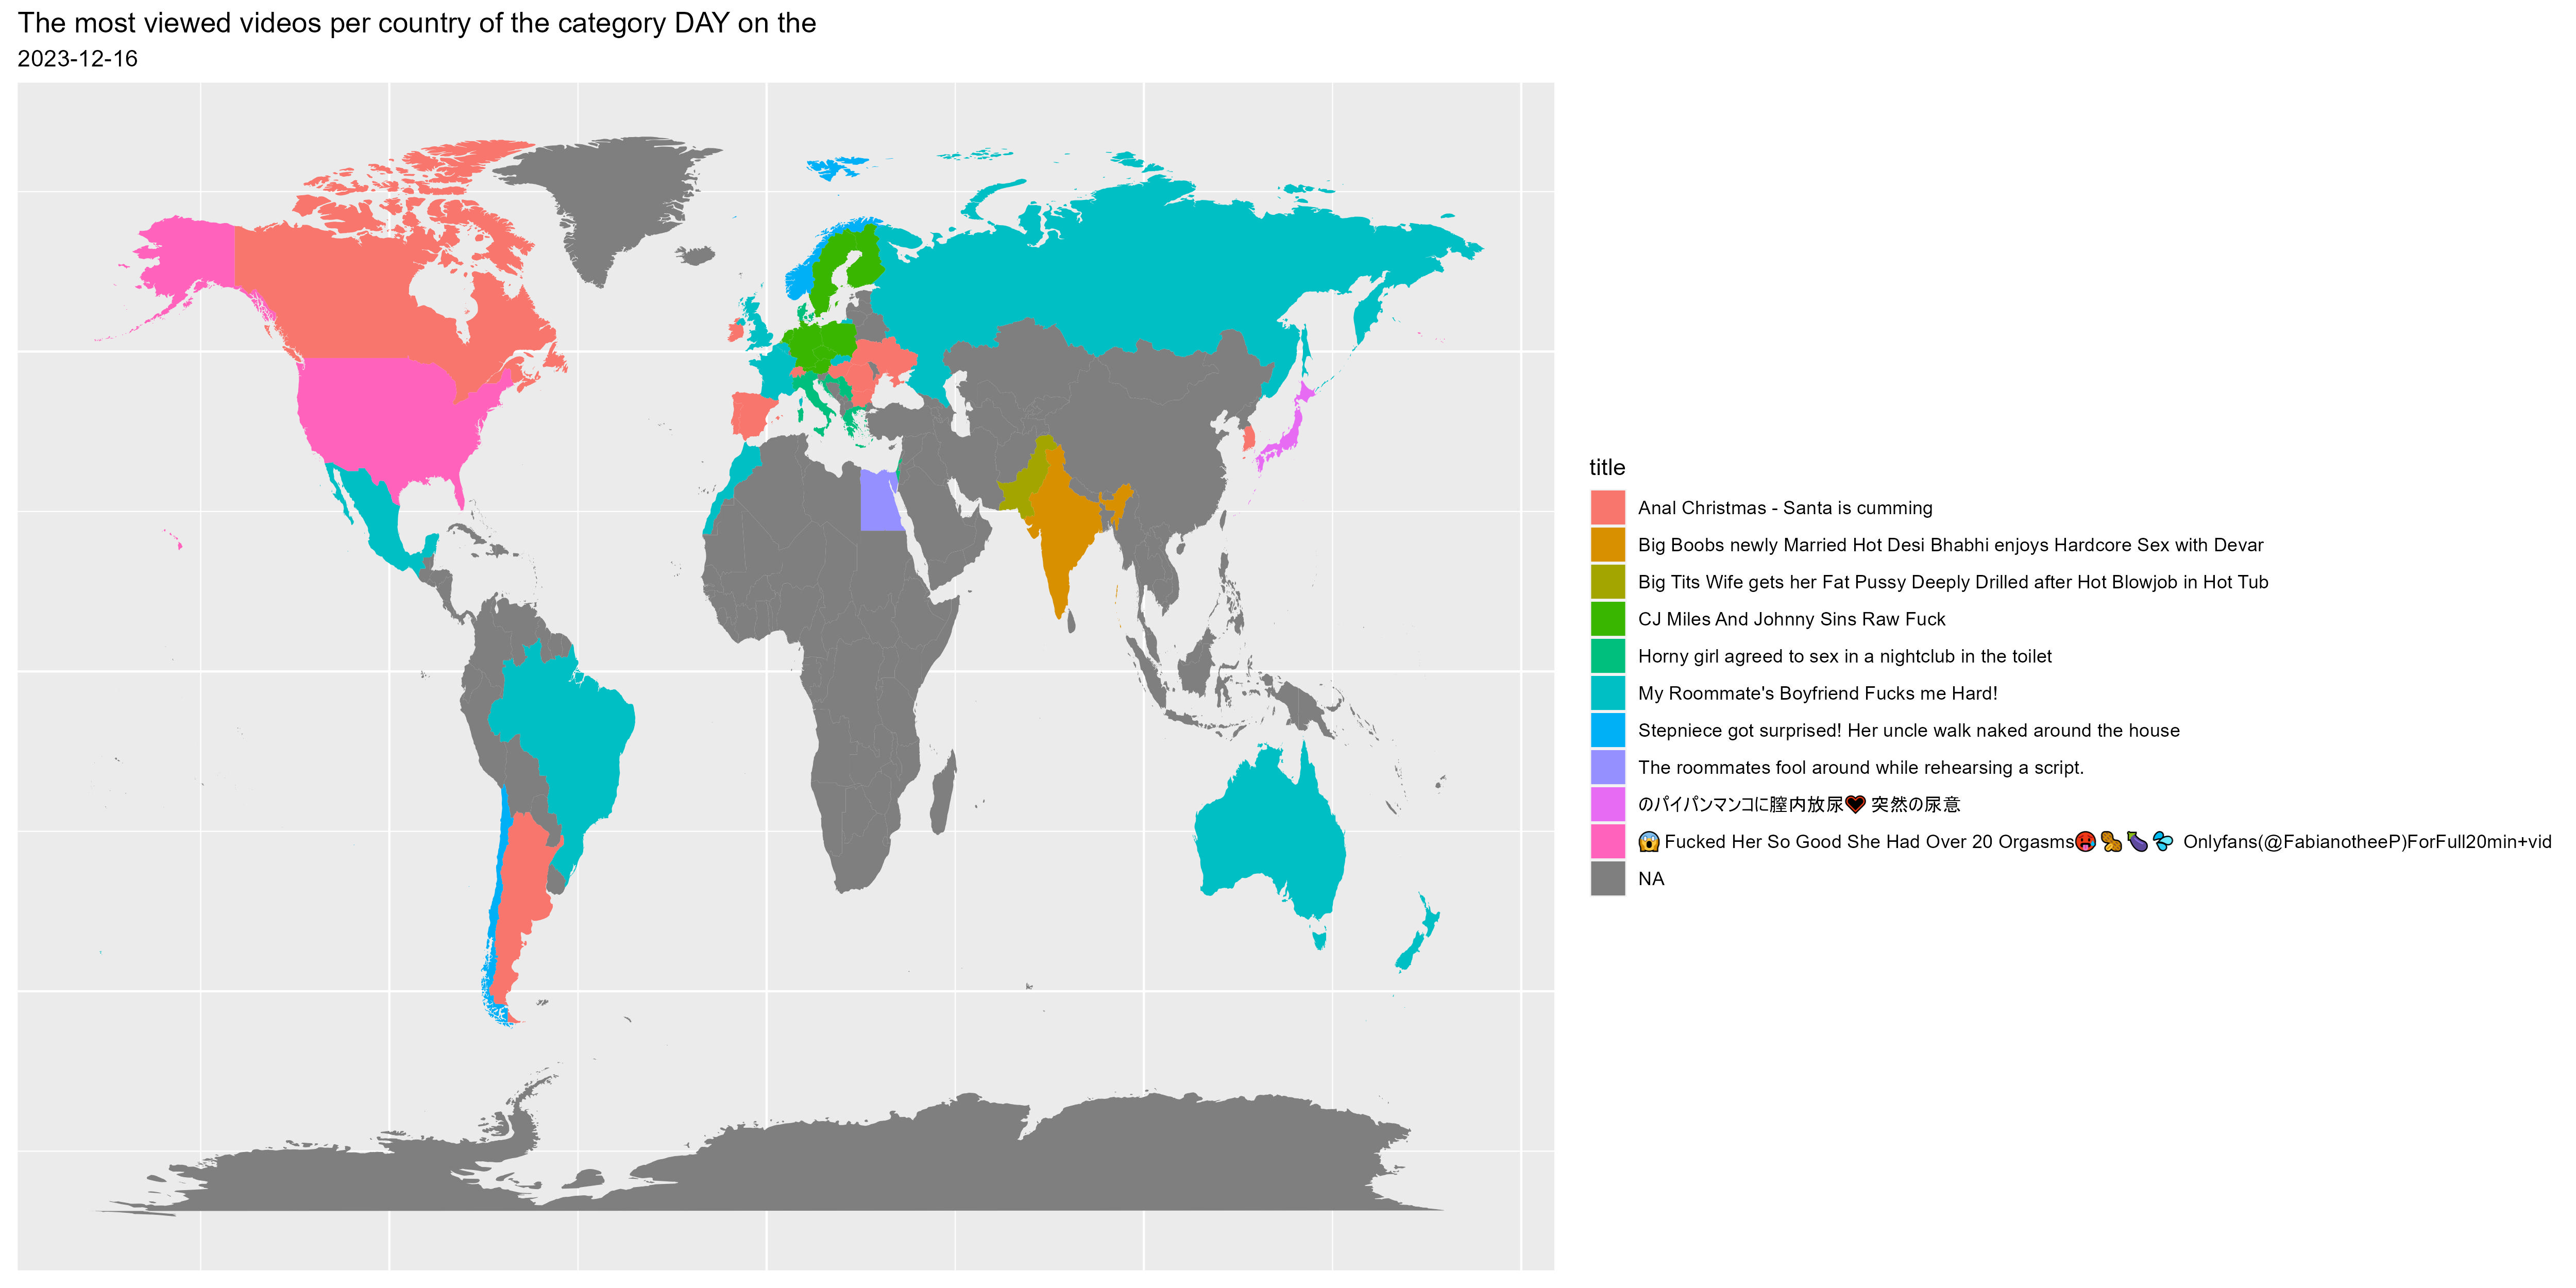 The most viewed videos per country of the category DAY on the
2023-12-16
title
Anal Christmas - Santa is cumming
Big Boobs newly Married Hot Desi Bhabhi enjoys Hardcore Sex with Devar
Big Tits Wife gets her Fat Pussy Deeply Drilled after Hot Blowjob in Hot Tub
CJ Miles And Johnny Sins Raw Fuck
Horny girl agreed to sex in a nightclub in the toilet
My Roommate's Boyfriend Fucks me Hard!
Stepniece got surprised! Her uncle walk naked around the house
The roommates fool around while rehearsing a script.
のパイパンマンコに膣内放尿🖤 突然の尿意
😱 Fucked Her So Good She Had Over 20 Orgasms🥵🥜🍆💦 Onlyfans(@FabianotheeP)ForFull20min+vid
NA